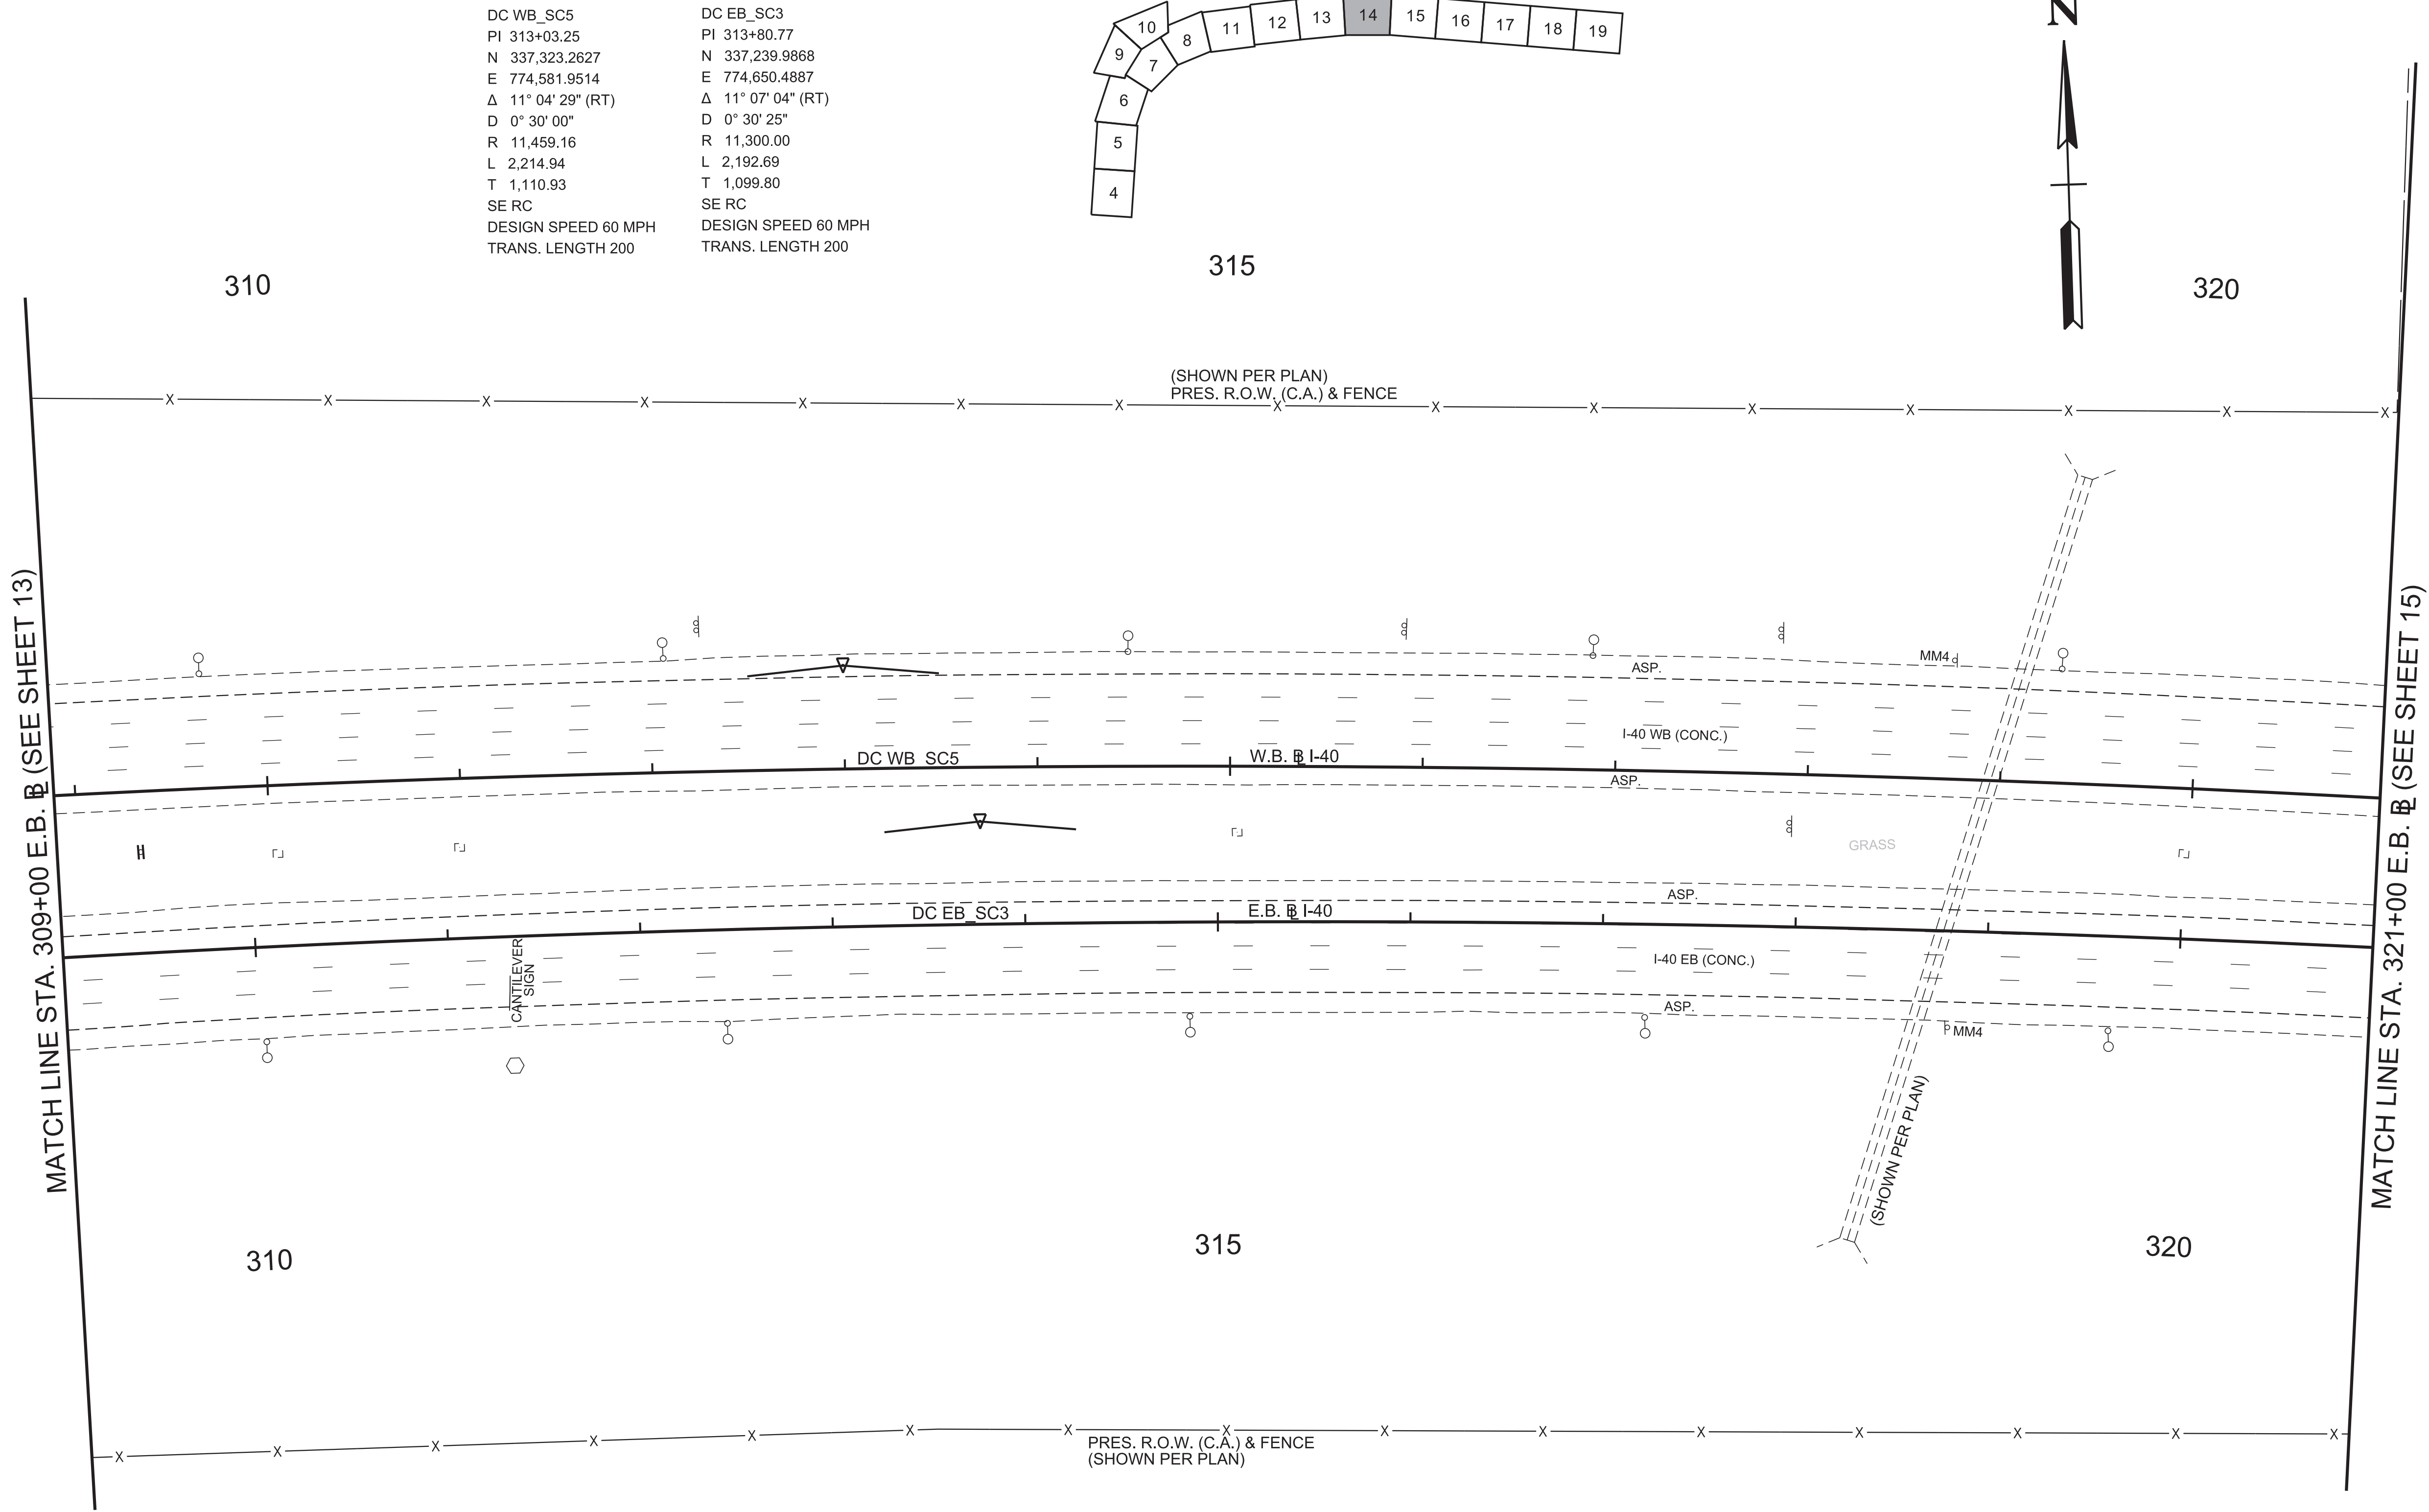 DC WB_SC5
PI 313+03.25
N 337,323.2627
E 774,581.9514
Δ 11° 04' 29" (RT)
D 0° 30' 00"
R 11,459.16
L 2,214.94
T 1,110.93
SE RC
DESIGN SPEED 60 MPH
TRANS. LENGTH 200
DC EB_SC3
PI 313+80.77
N 337,239.9868
E 774,650.4887
Δ 11° 07' 04" (RT)
D 0° 30' 25"
R 11,300.00
L 2,192.69
T 1,099.80
SE RC
DESIGN SPEED 60 MPH
TRANS. LENGTH 200
4
5
6
7
8
9
10
11
12
13
14
15
16
17
18
19
N
310
315
320
(SHOWN PER PLAN)
PRES. R.O.W. (C.A.) & FENCE
MATCH LINE STA. 309+00 E.B. BL (SEE SHEET 13)
MATCH LINE STA. 321+00 E.B. BL (SEE SHEET 15)
MM4
ASP.
I-40 WB (CONC.)
DC WB_SC5
W.B. BL I-40
ASP.
GRASS
ASP.
DC EB_SC3
E.B. BL I-40
CANTILEVER
SIGN
I-40 EB (CONC.)
ASP.
MM4
(SHOWN PER PLAN)
310
315
320
PRES. R.O.W. (C.A.) & FENCE
(SHOWN PER PLAN)